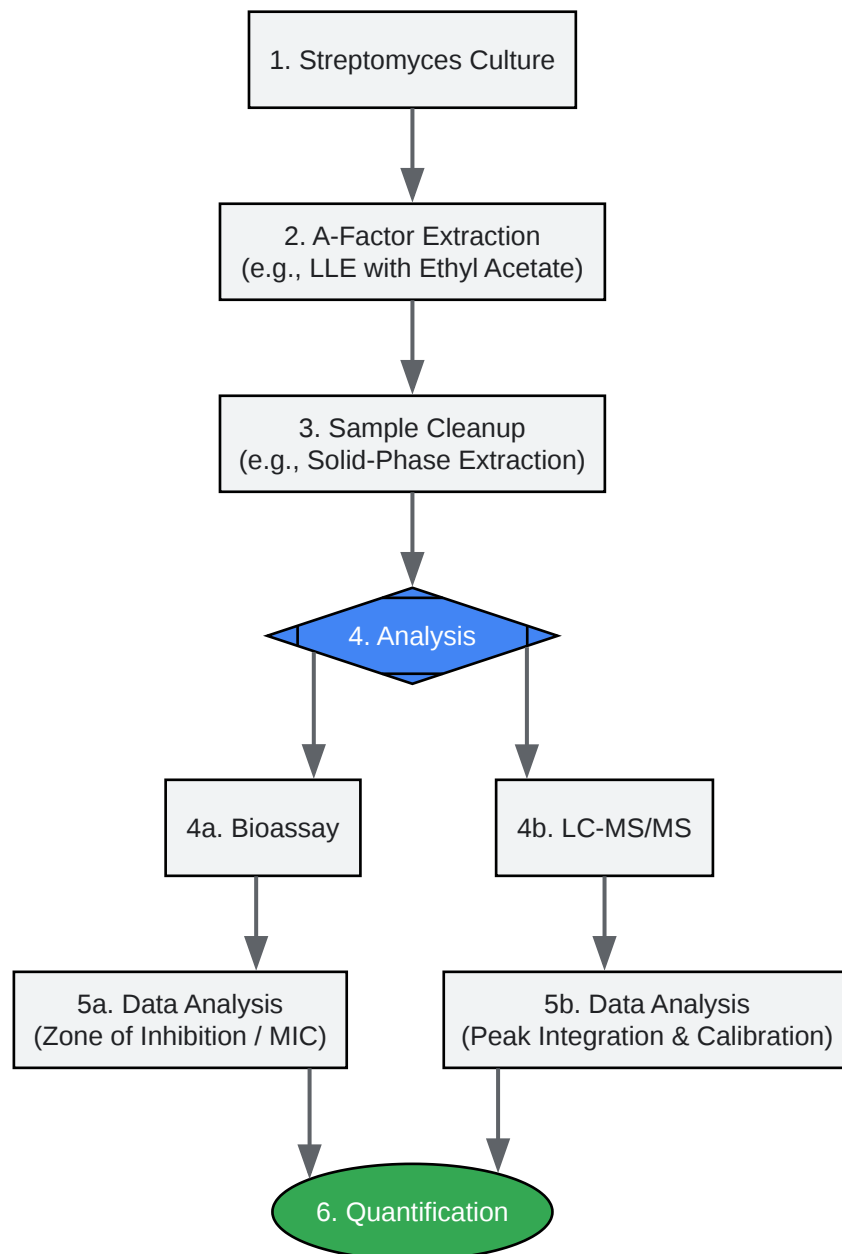 1. Streptomyces Culture
2. A-Factor Extraction
(e.g., LLE with Ethyl Acetate)
3. Sample Cleanup
(e.g., Solid-Phase Extraction)
4. Analysis
4a. Bioassay
4b. LC-MS/MS
5a. Data Analysis
(Zone of Inhibition / MIC)
5b. Data Analysis
(Peak Integration & Calibration)
6. Quantification